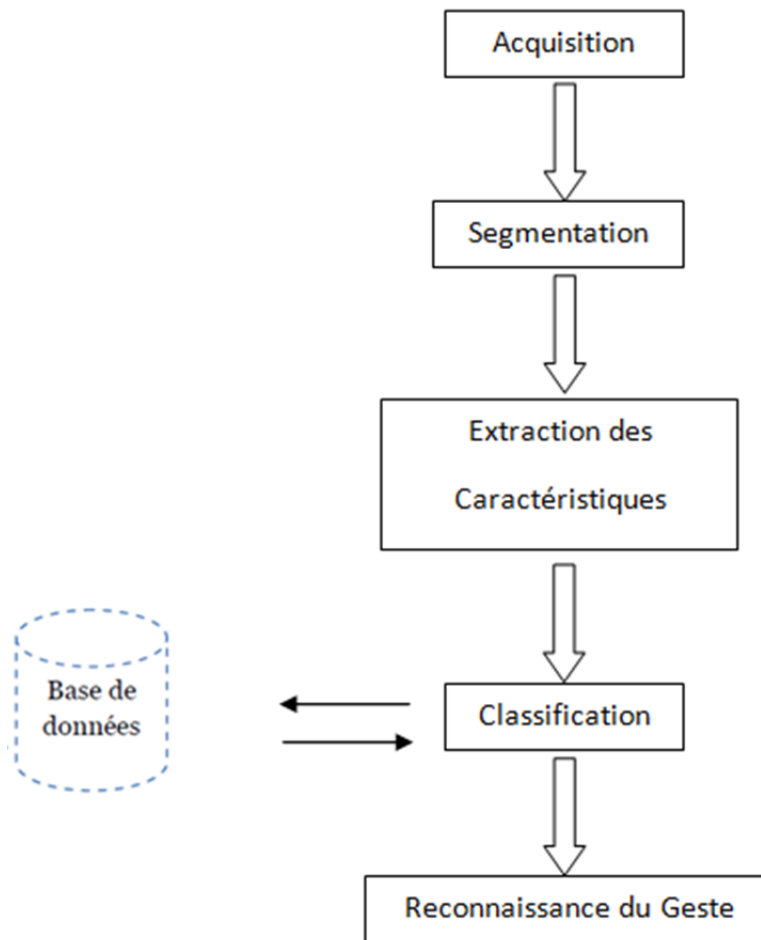 Acquisition
Segmentation
Extraction des
Caractéristiques
Base de
données
Classification
Reconnaissance du Geste